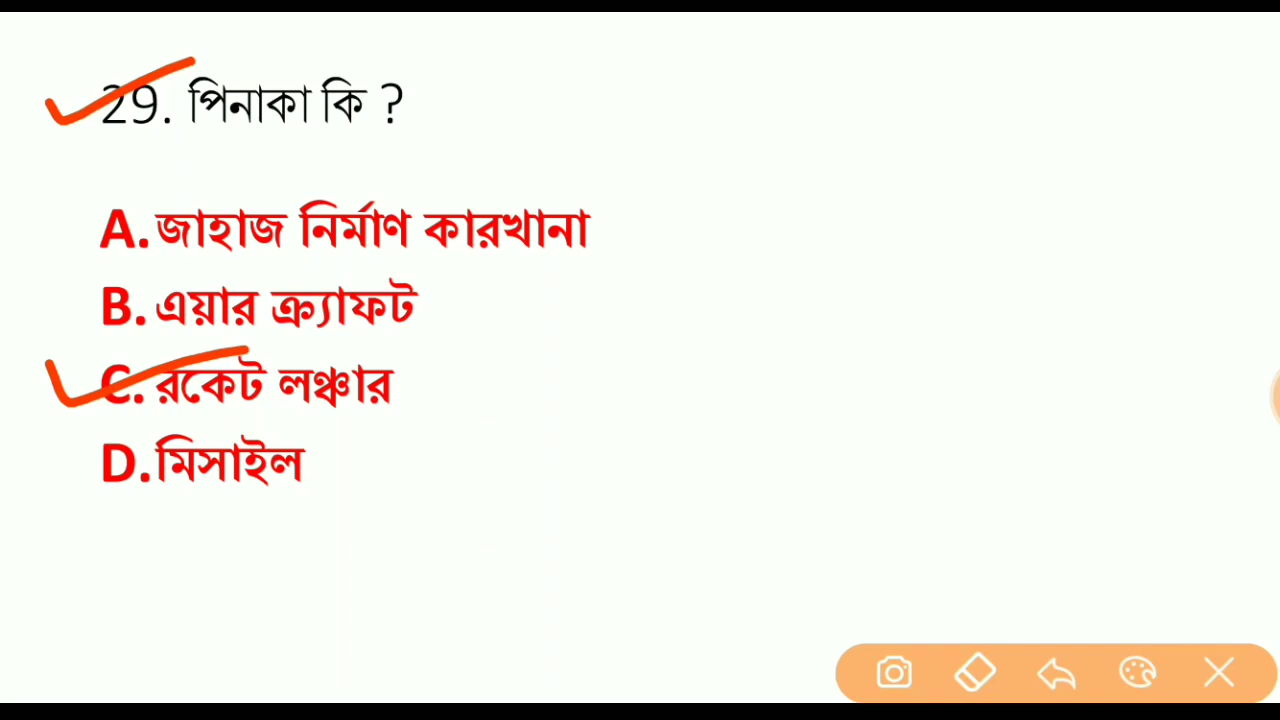 29. পিনাকা কি ?
A. জাহাজ নির্মাণ কারখানা
B. এয়ার ক্র্যাফট
C. রকেট লঞ্চার
D. মিসাইল